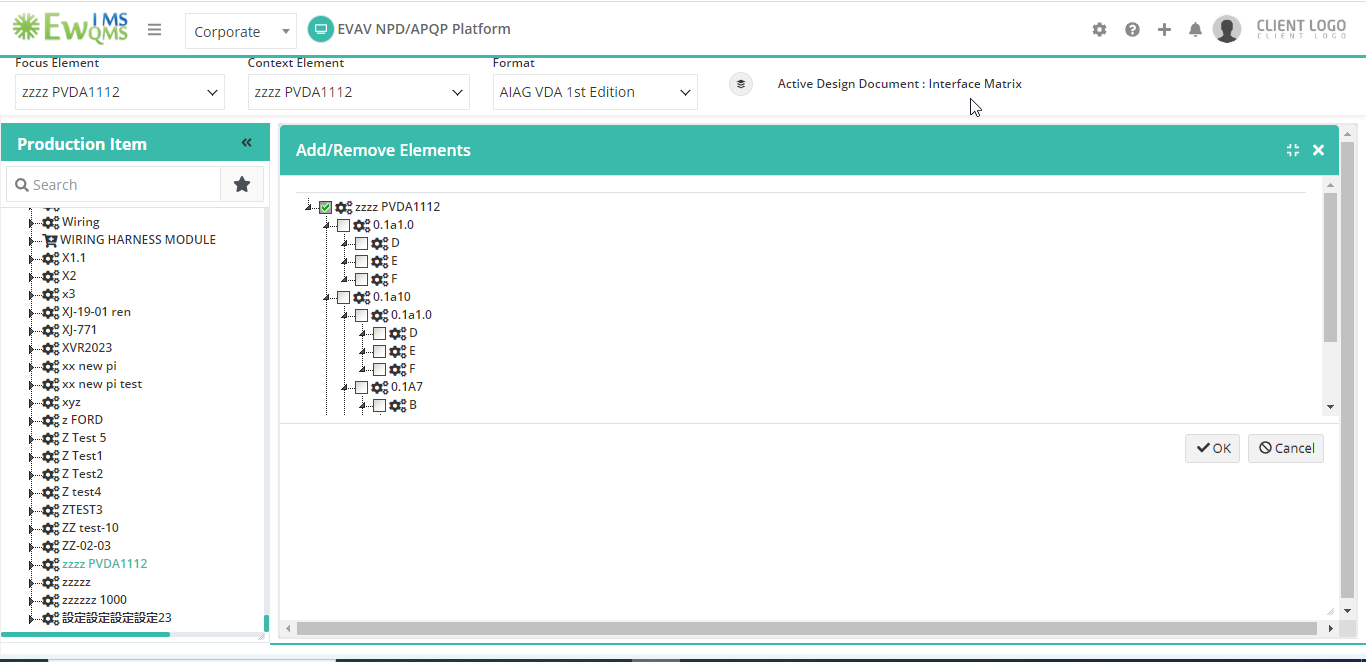 EwQMS IMS
Corporate
EVAV NPD/APQP Platform
CLIENT LOGO
CLIENT LOGO
Focus Element
Context Element
Format
zzzz PVDA1112
zzzz PVDA1112
AIAG VDA 1st Edition
Active Design Document : Interface Matrix
Production Item
Search
Wiring
WIRING HARNESS MODULE
X1.1
X2
x3
XJ-19-01 ren
XJ-771
XVR2023
xx new pi
xx new pi test
xyz
z FORD
Z Test 5
Z Test1
Z Test2
Z test4
ZTEST3
ZZ test-10
ZZ-02-03
zzzz PVDA1112
zzzzz
zzzzzz 1000
設定設定設定設定23
Add/Remove Elements
zzzz PVDA1112
0.1a1.0
D
E
F
0.1a10
0.1a1.0
D
E
F
0.1A7
B
OK
Cancel